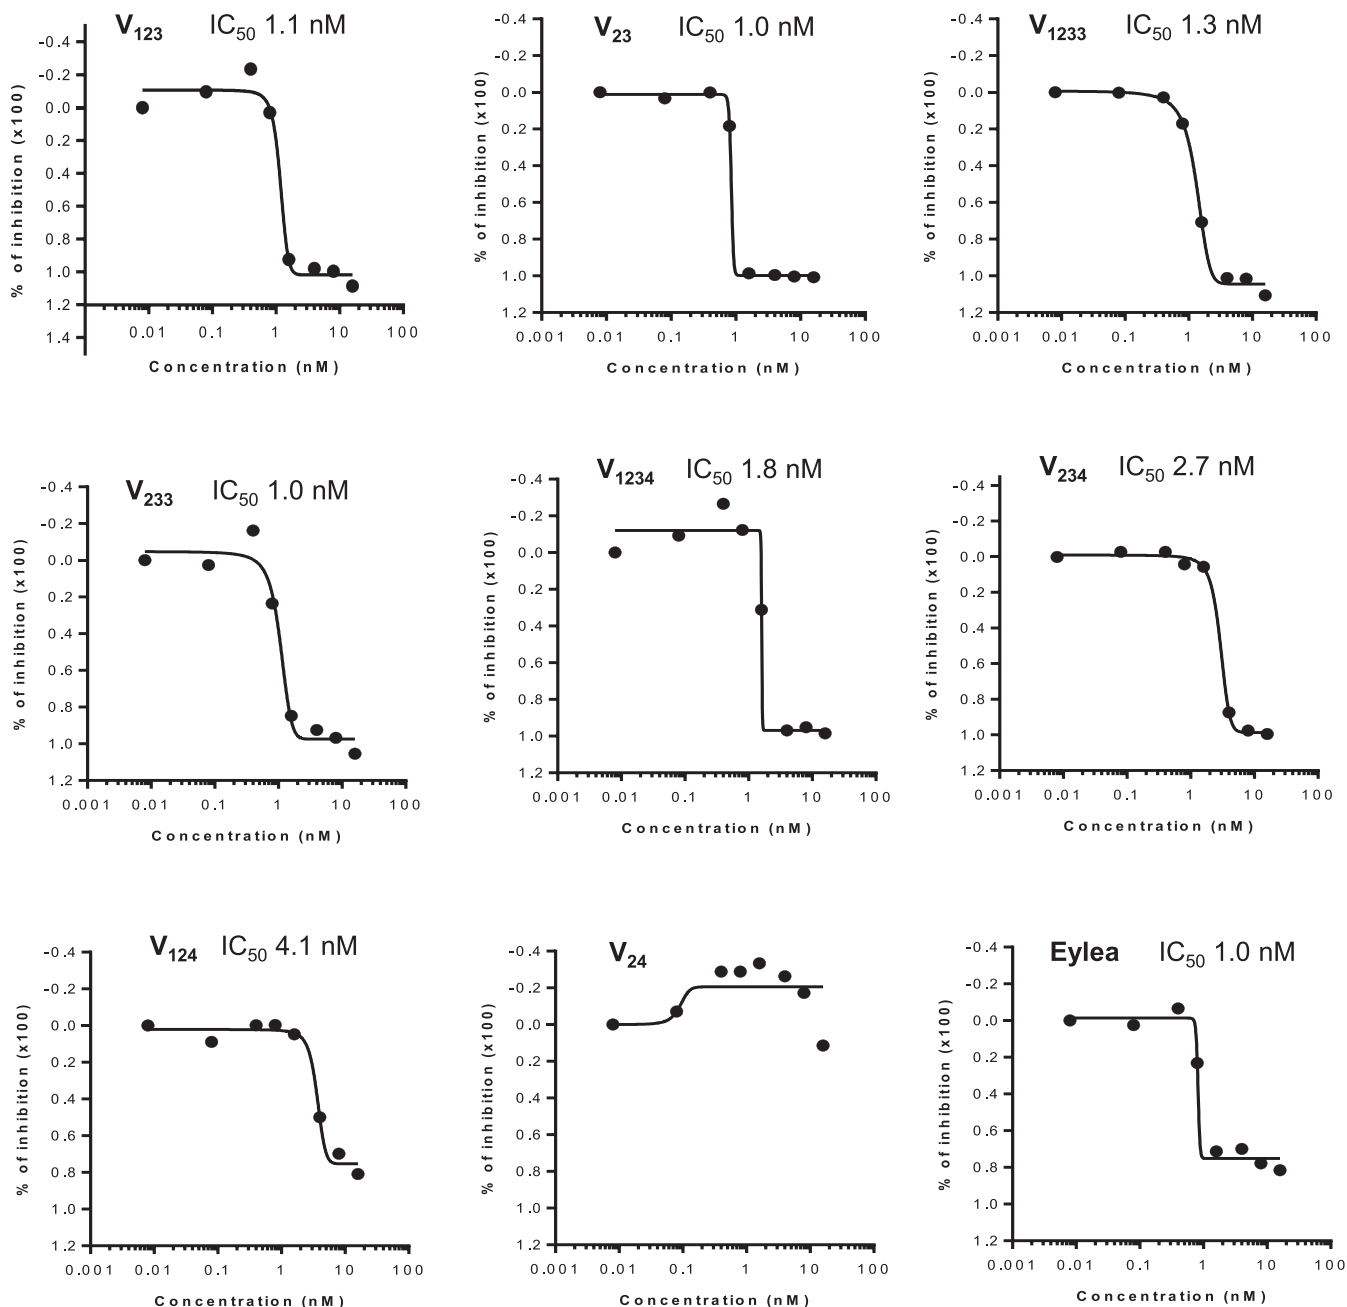 V₁₂₃ IC₅₀ 1.1 nM
% of inhibition (x100)
-0.4
-0.2
0.0
0.2
0.4
0.6
0.8
1.0
1.2
1.4
0.01 0.1 1 10 100
Concentration (nM)
V₂₃ IC₅₀ 1.0 nM
% of inhibition (x100)
-0.4
-0.2
0.0
0.2
0.4
0.6
0.8
1.0
1.2
0.001 0.01 0.1 1 10 100
Concentration (nM)
V₁₂₃₃ IC₅₀ 1.3 nM
% of inhibition (x100)
-0.4
-0.2
0.0
0.2
0.4
0.6
0.8
1.0
1.2
0.001 0.01 0.1 1 10 100
Concentration (nM)
V₂₃₃ IC₅₀ 1.0 nM
% of inhibition (x100)
-0.4
-0.2
0.0
0.2
0.4
0.6
0.8
1.0
1.2
0.001 0.01 0.1 1 10 100
Concentration (nM)
V₁₂₃₄ IC₅₀ 1.8 nM
% of inhibition (x100)
-0.4
-0.2
0.0
0.2
0.4
0.6
0.8
1.0
1.2
0.001 0.01 0.1 1 10 100
Concentration (nM)
V₂₃₄ IC₅₀ 2.7 nM
% of inhibition (x100)
-0.4
-0.2
0.0
0.2
0.4
0.6
0.8
1.0
1.2
0.001 0.01 0.1 1 10 100
Concentration (nM)
V₁₂₄ IC₅₀ 4.1 nM
% of inhibition (x100)
-0.4
-0.2
0.0
0.2
0.4
0.6
0.8
1.0
1.2
0.001 0.01 0.1 1 10 100
Concentration (nM)
V₂₄
% of inhibition (x100)
-0.4
-0.2
0.0
0.2
0.4
0.6
0.8
1.0
1.2
0.001 0.01 0.1 1 10 100
Concentration (nM)
Eylea IC₅₀ 1.0 nM
% of inhibition (x100)
-0.4
-0.2
0.0
0.2
0.4
0.6
0.8
1.0
1.2
0.001 0.01 0.1 1 10 100
Concentration (nM)